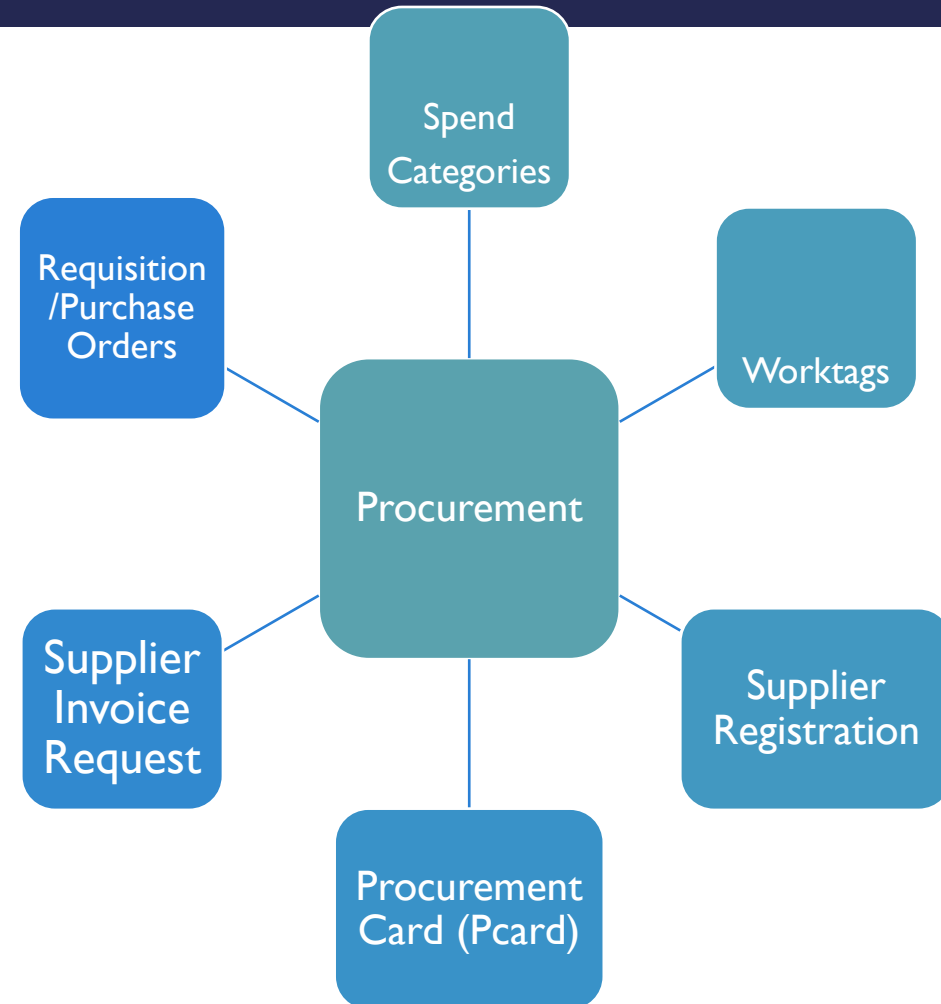 Spend
Categories
Requisition
/Purchase
Orders
Worktags
Procurement
Supplier
Invoice
Request
Supplier
Registration
Procurement
Card (Pcard)